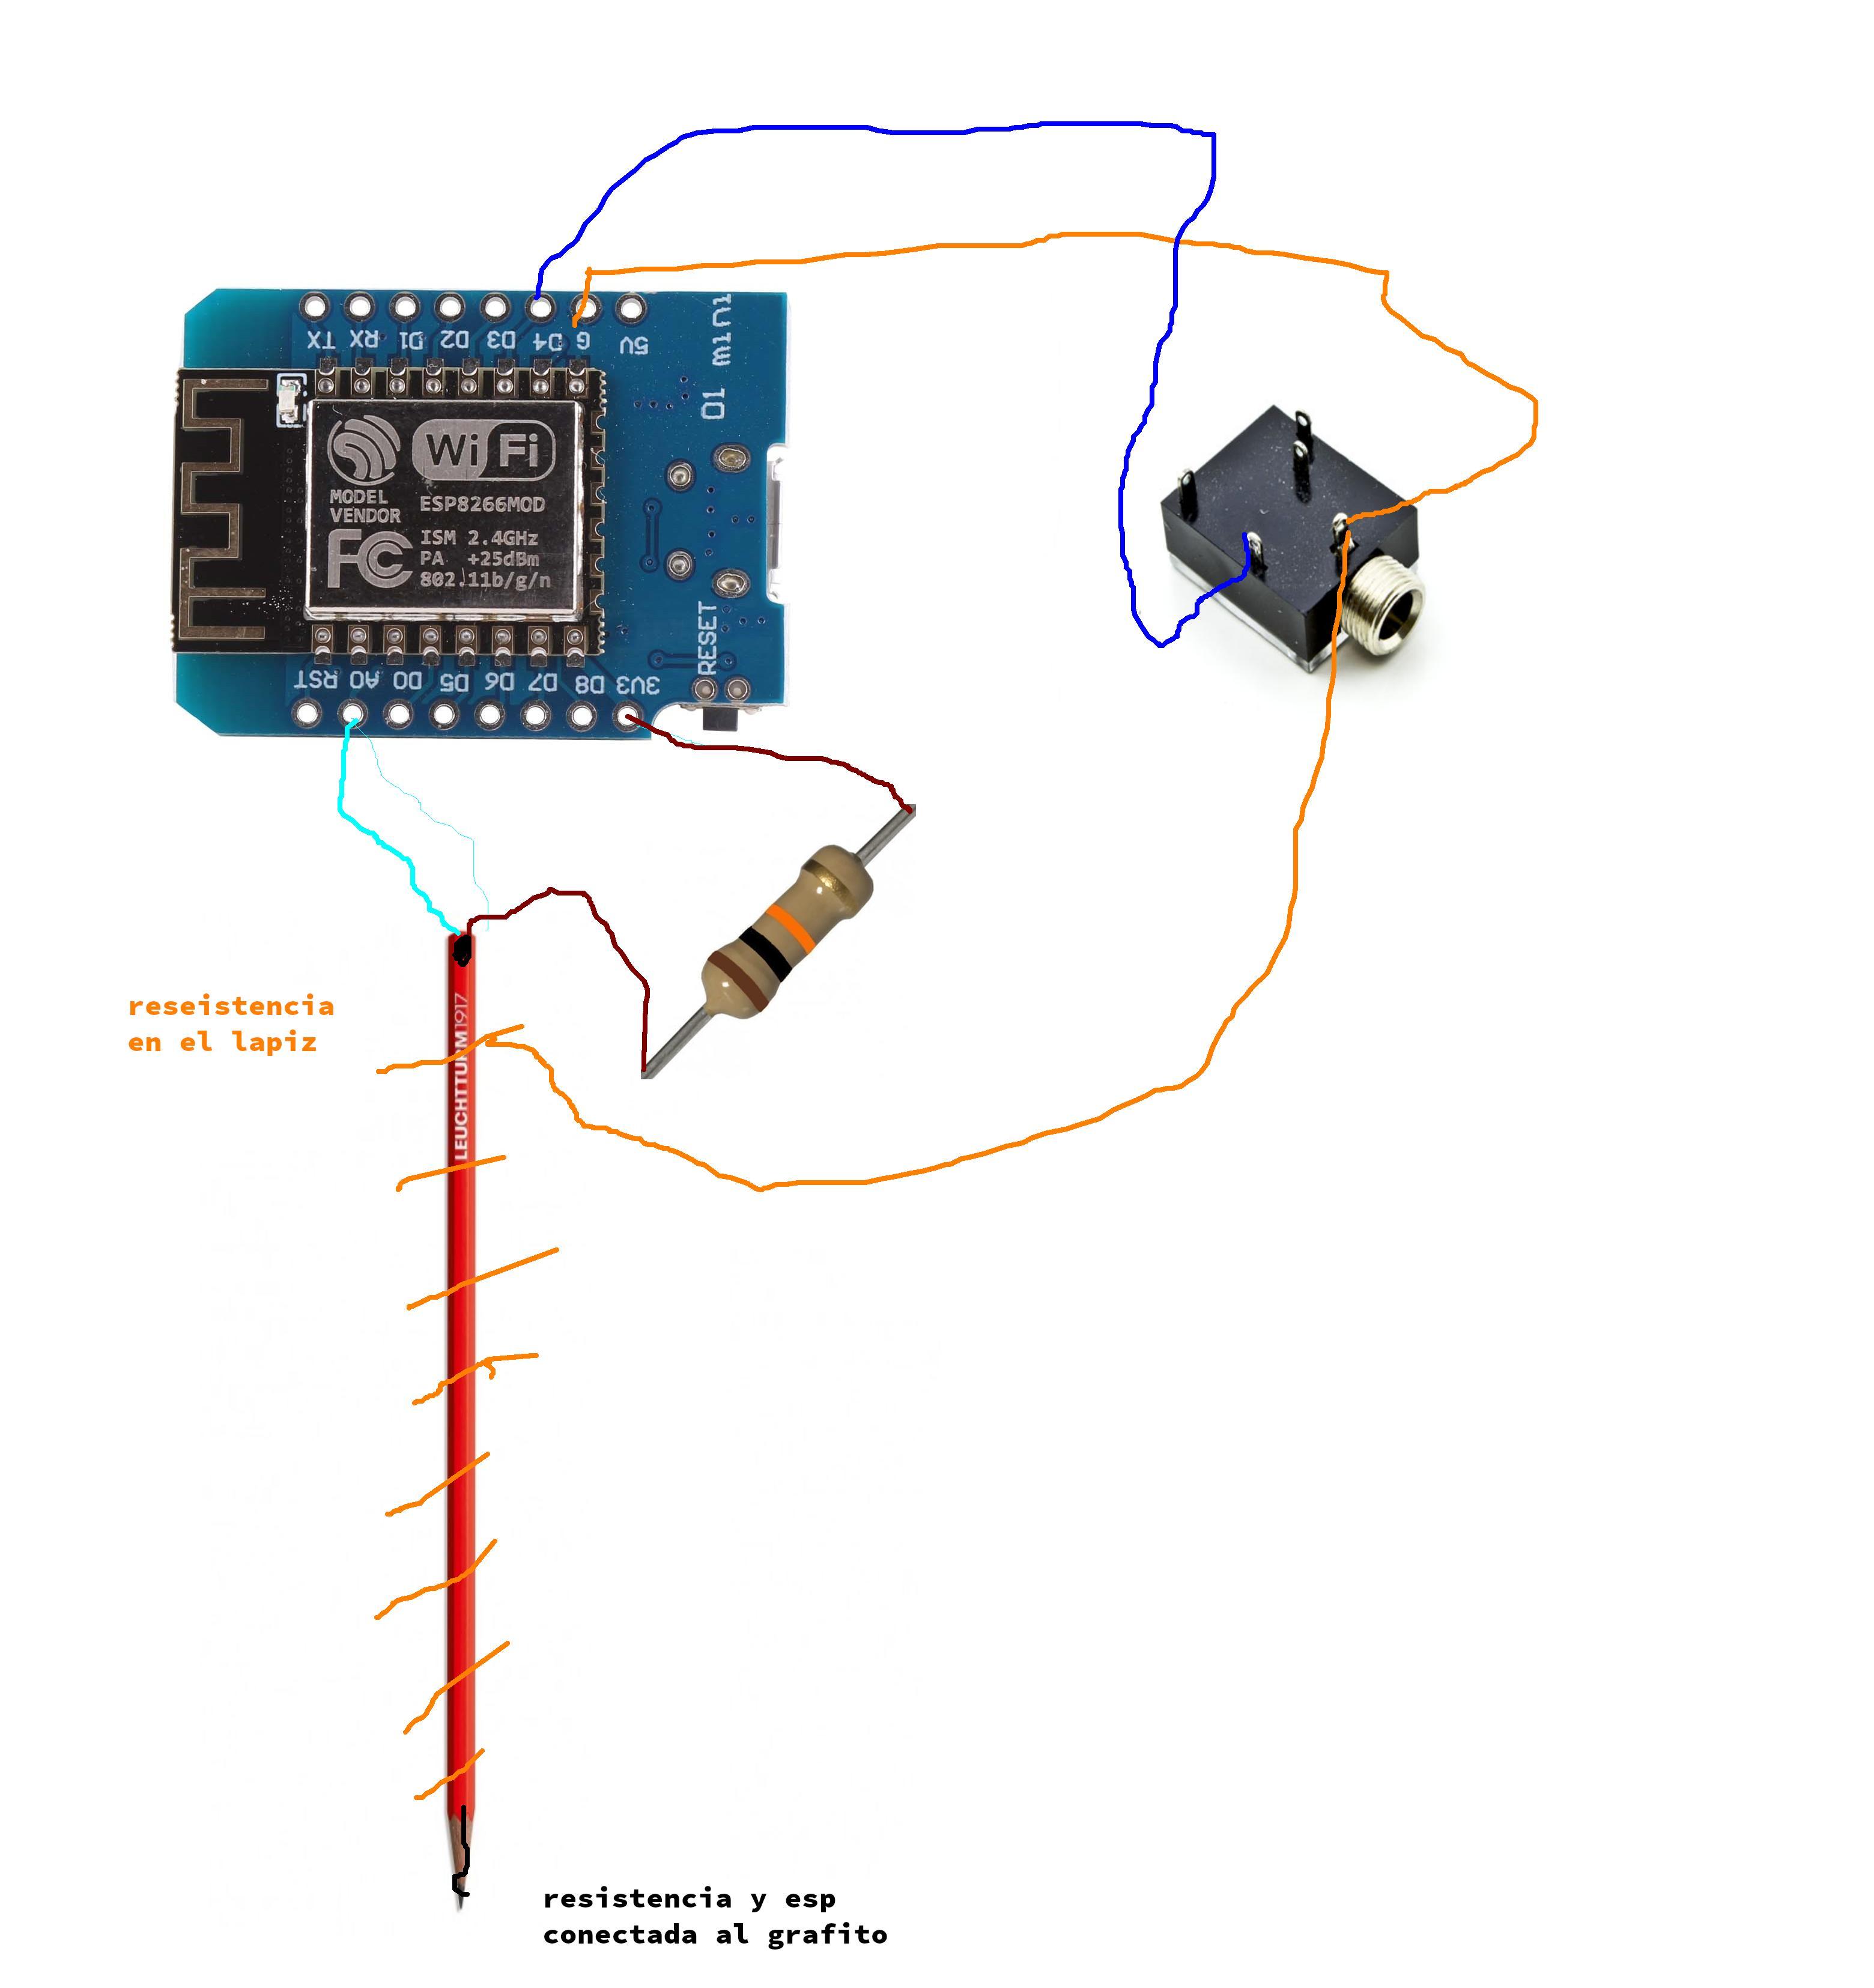 TX RX D1 D2 D3 D4 G 5V
D1 mini
WiFi
MODEL
VENDOR
ESP8266MOD
FC
ISM 2.4GHz
PA +25dBm
802.11b/g/n
RESET
RST A0 D0 D5 D6 D7 D8 3V3
LEUCHTTURM1917
reseistencia
en el lapiz
resistencia y esp
conectada al grafito